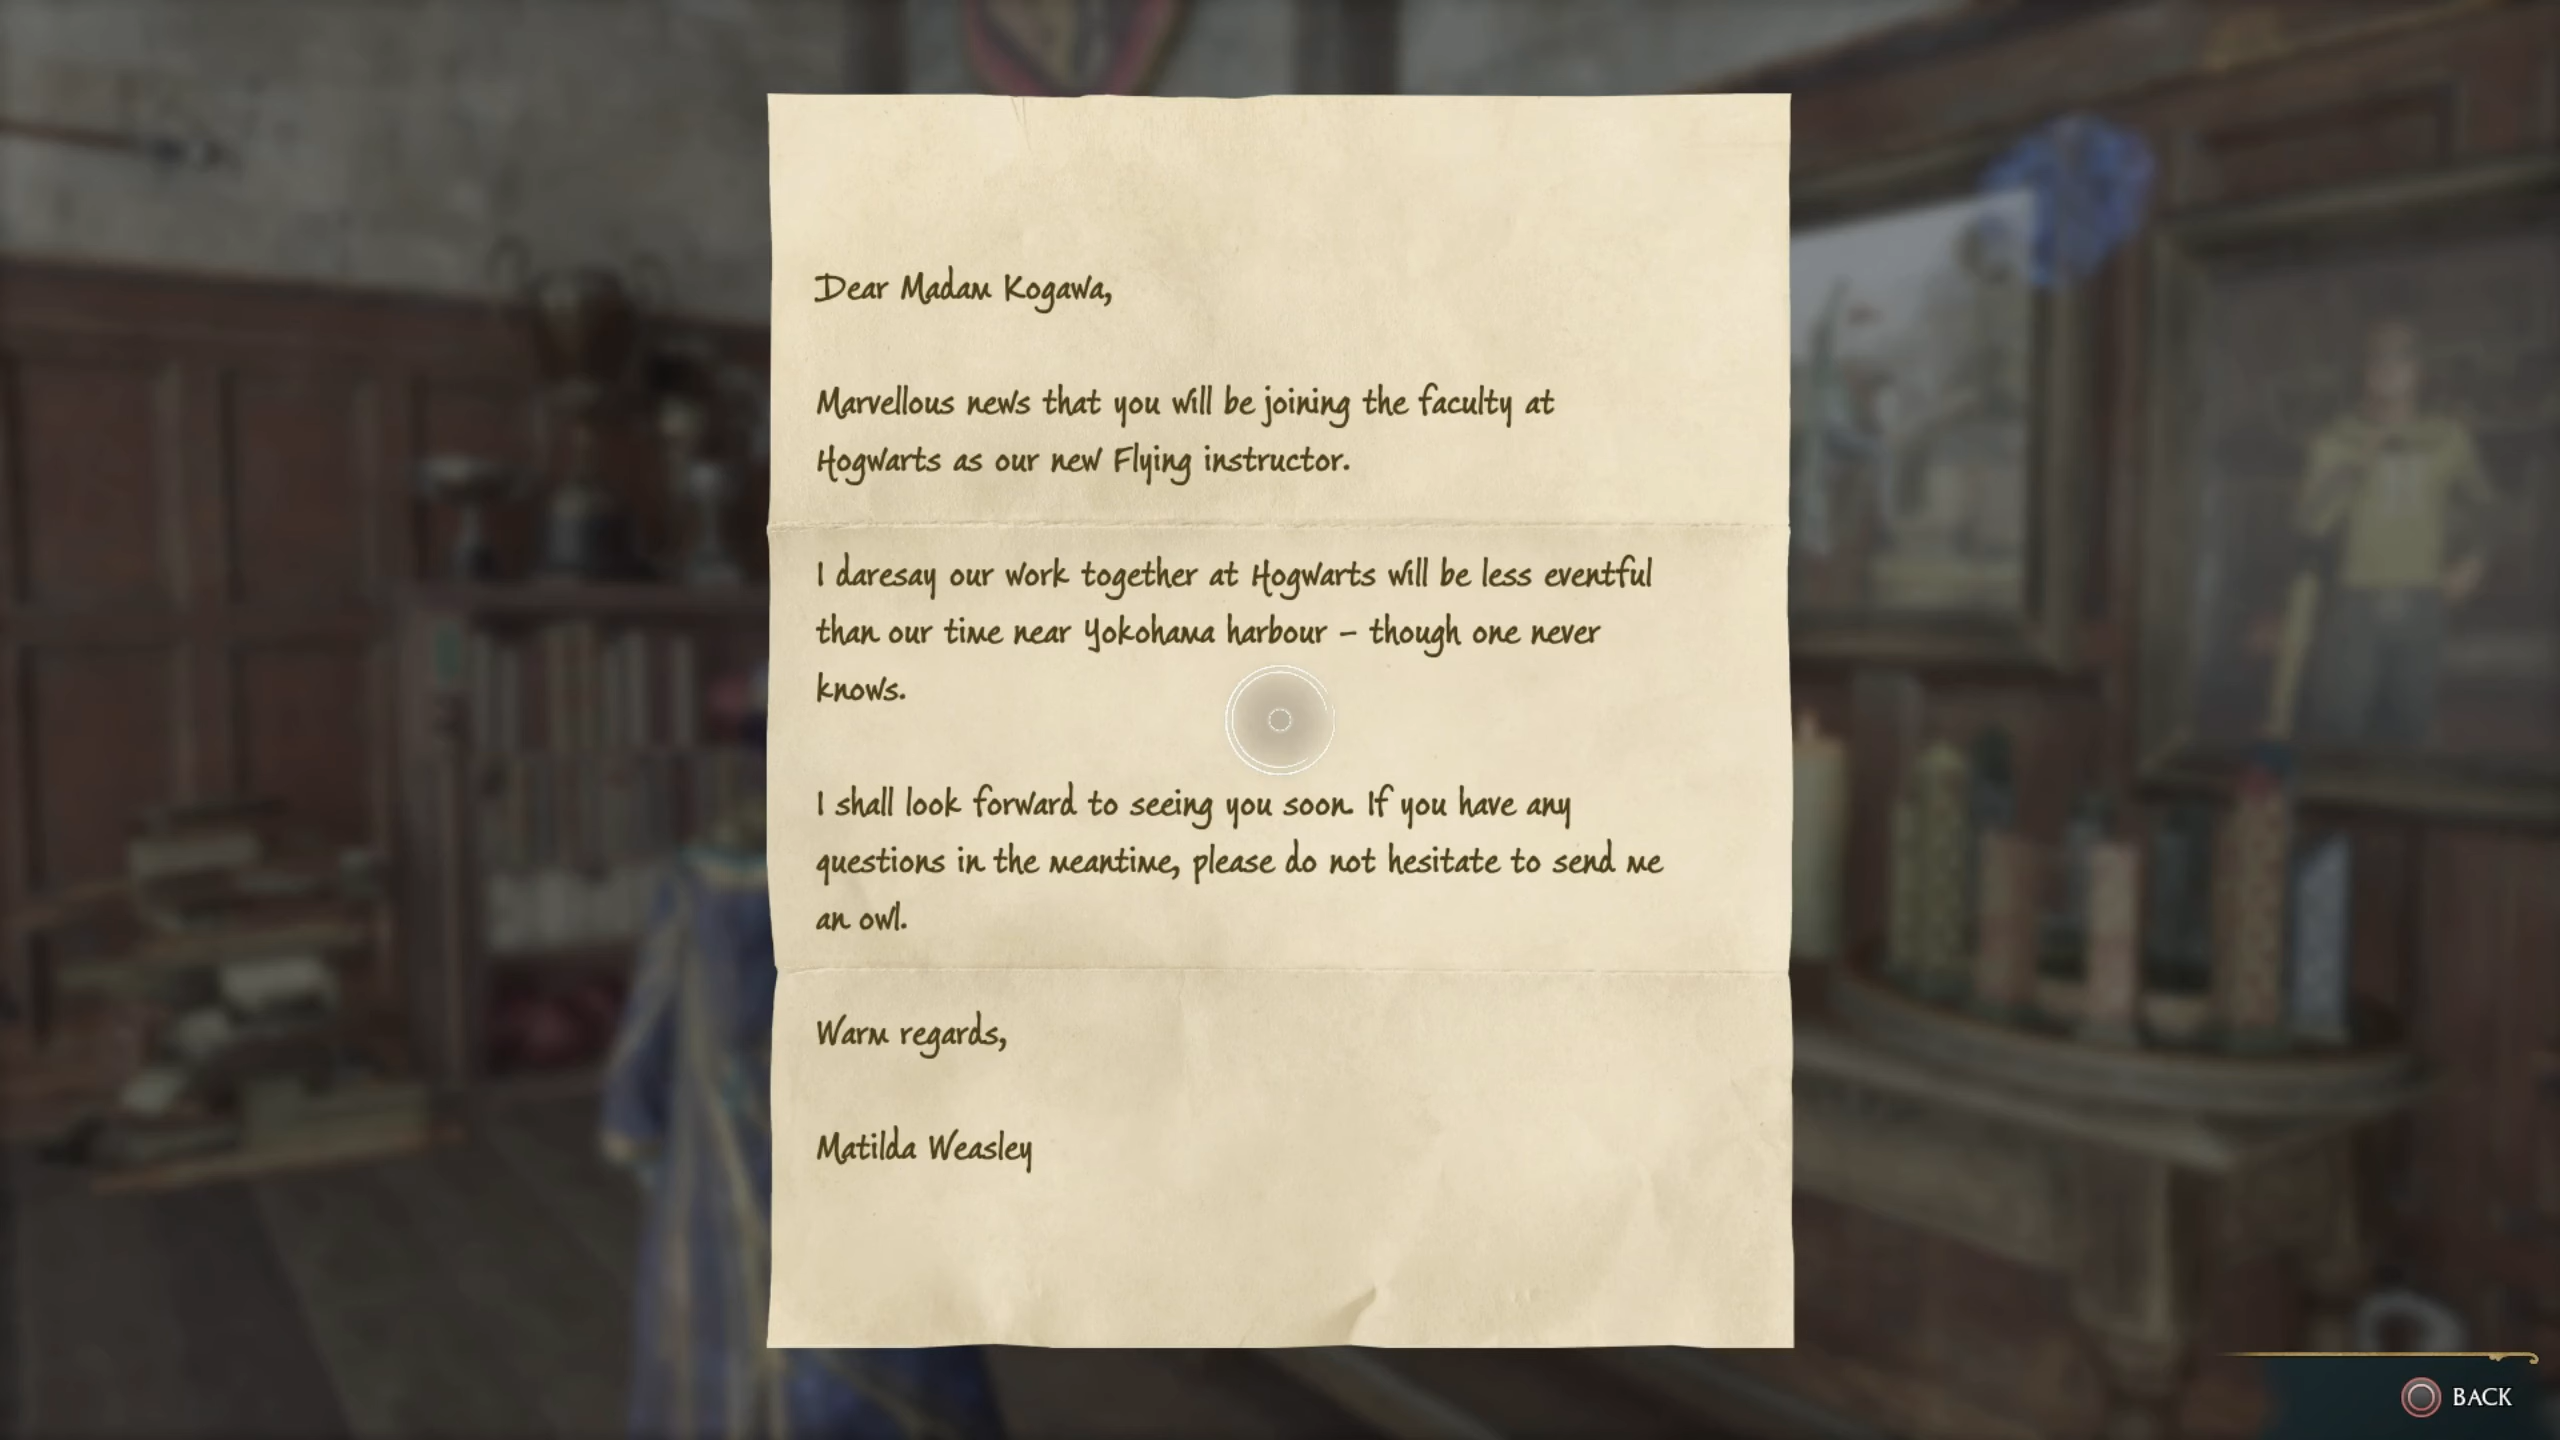 Dear Madam Kogawa,
Marvellous news that you will be joining the faculty at
Hogwarts as our new Flying instructor.
I daresay our work together at Hogwarts will be less eventful
than our time near Yokohama harbour – though one never
knows.
I shall look forward to seeing you soon. If you have any
questions in the meantime, please do not hesitate to send me
an owl.
Warm regards,
Matilda Weasley
BACK